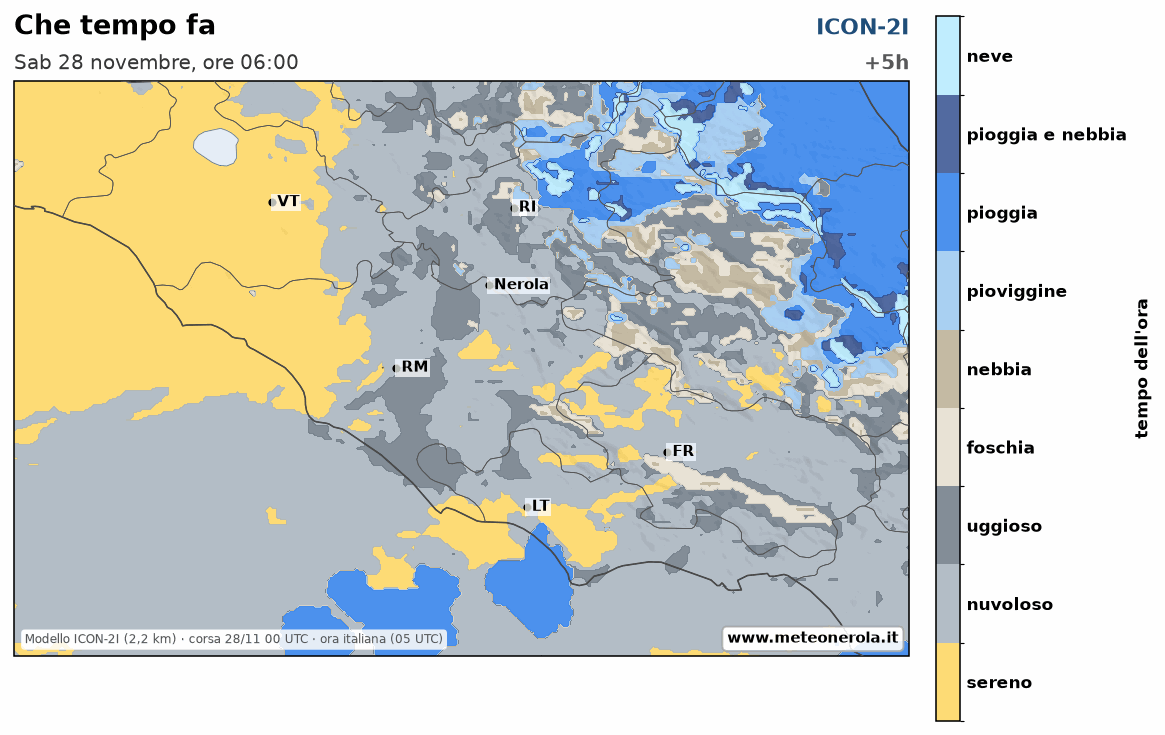 Che tempo fa
ICON-2I
Sab 28 novembre, ore 06:00
+5h
VT
RI
Nerola
RM
FR
LT
Modello ICON-2I (2,2 km) · corsa 28/11 00 UTC · ora italiana (05 UTC)
www.meteonerola.it
neve
pioggia e nebbia
pioggia
pioviggine
nebbia
foschia
uggioso
nuvoloso
sereno
tempo dell'ora